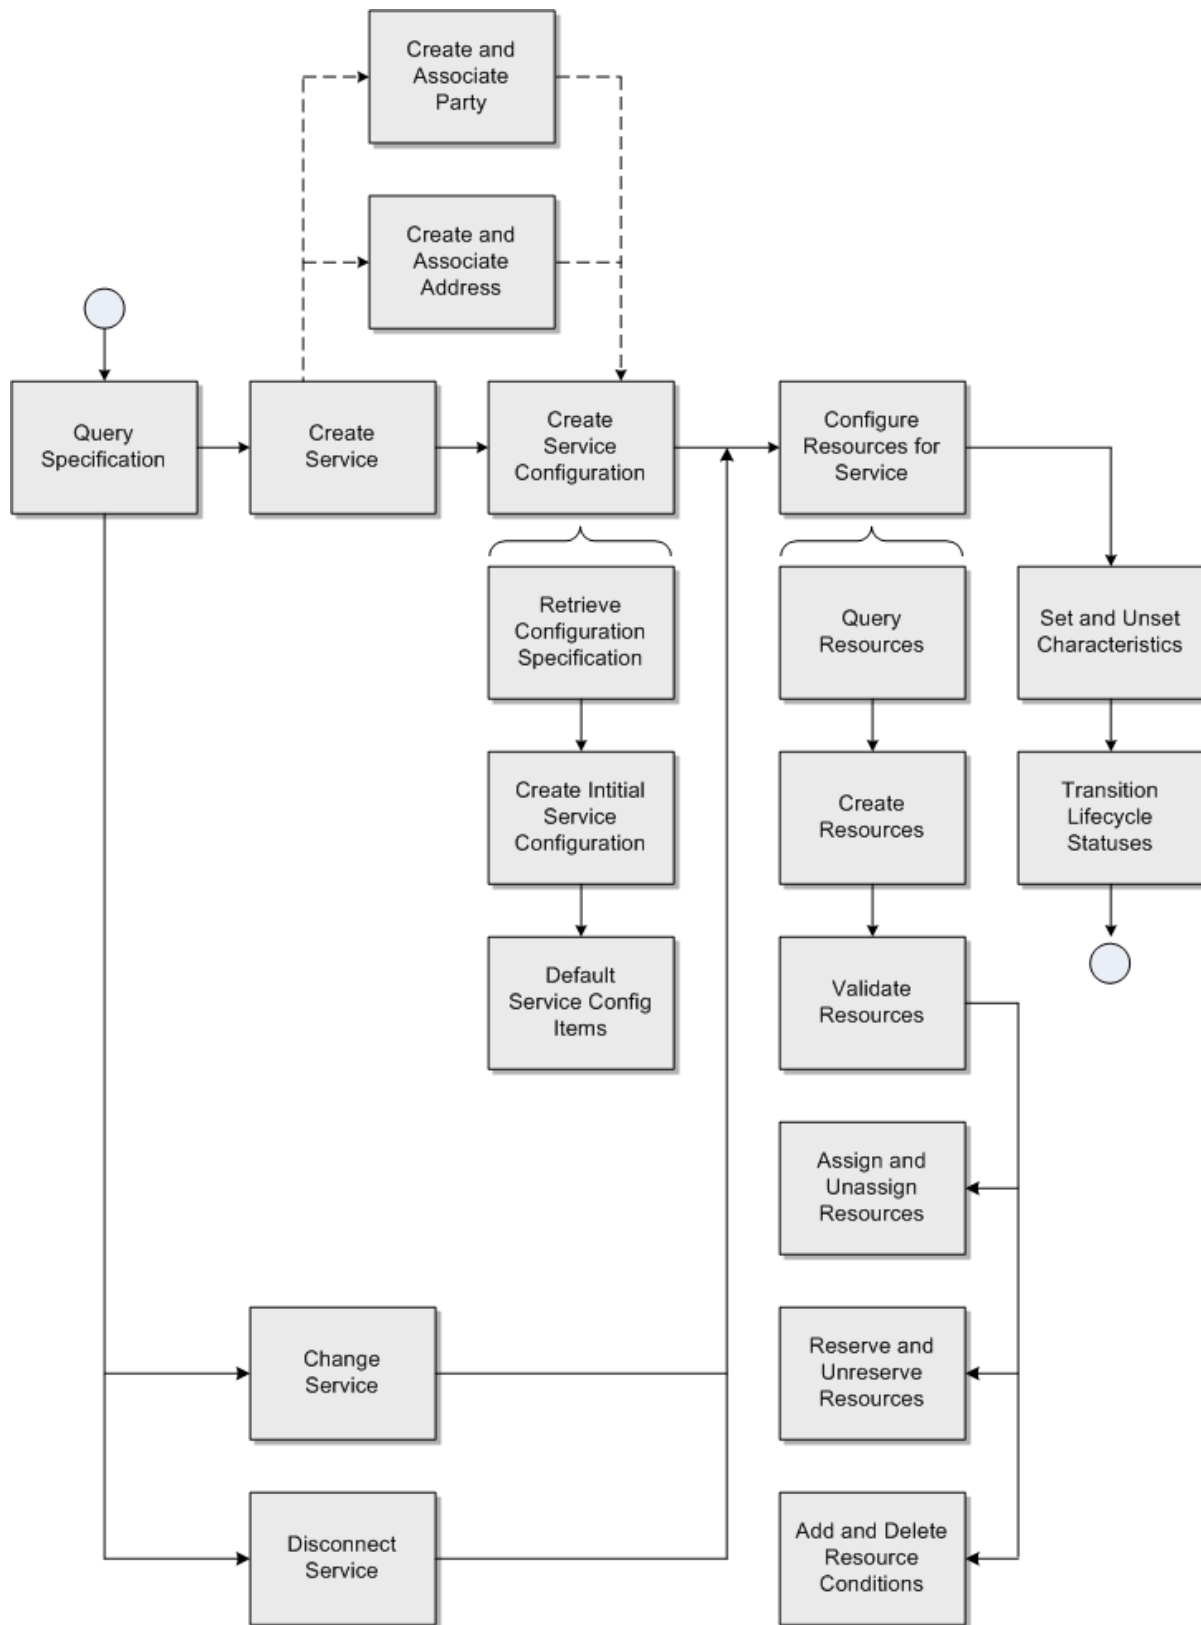 Create and
Associate
Party
Create and
Associate
Address
Query
Specification
Create
Service
Create
Service
Configuration
Configure
Resources for
Service
Retrieve
Configuration
Specification
Query
Resources
Set and Unset
Characteristics
Create Intitial
Service
Configuration
Create
Resources
Transition
Lifecycle
Statuses
Default
Service Config
Items
Validate
Resources
Assign and
Unassign
Resources
Change
Service
Reserve and
Unreserve
Resources
Disconnect
Service
Add and Delete
Resource
Conditions